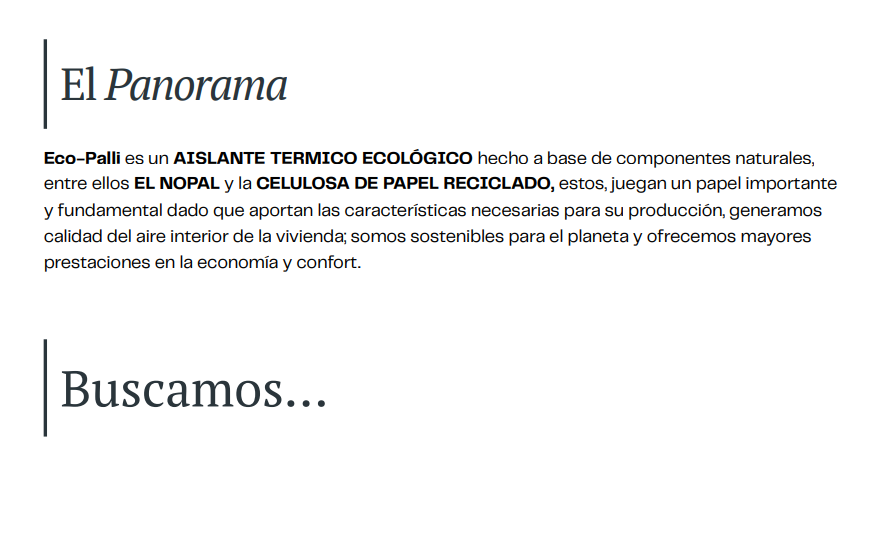 El Panorama
Eco-Palli es un AISLANTE TERMICO ECOLÓGICO hecho a base de componentes naturales,
entre ellos EL NOPAL y la CELULOSA DE PAPEL RECICLADO, estos, juegan un papel importante
y fundamental dado que aportan las características necesarias para su producción, generamos
calidad del aire interior de la vivienda; somos sostenibles para el planeta y ofrecemos mayores
prestaciones en la economía y confort.
Buscamos...